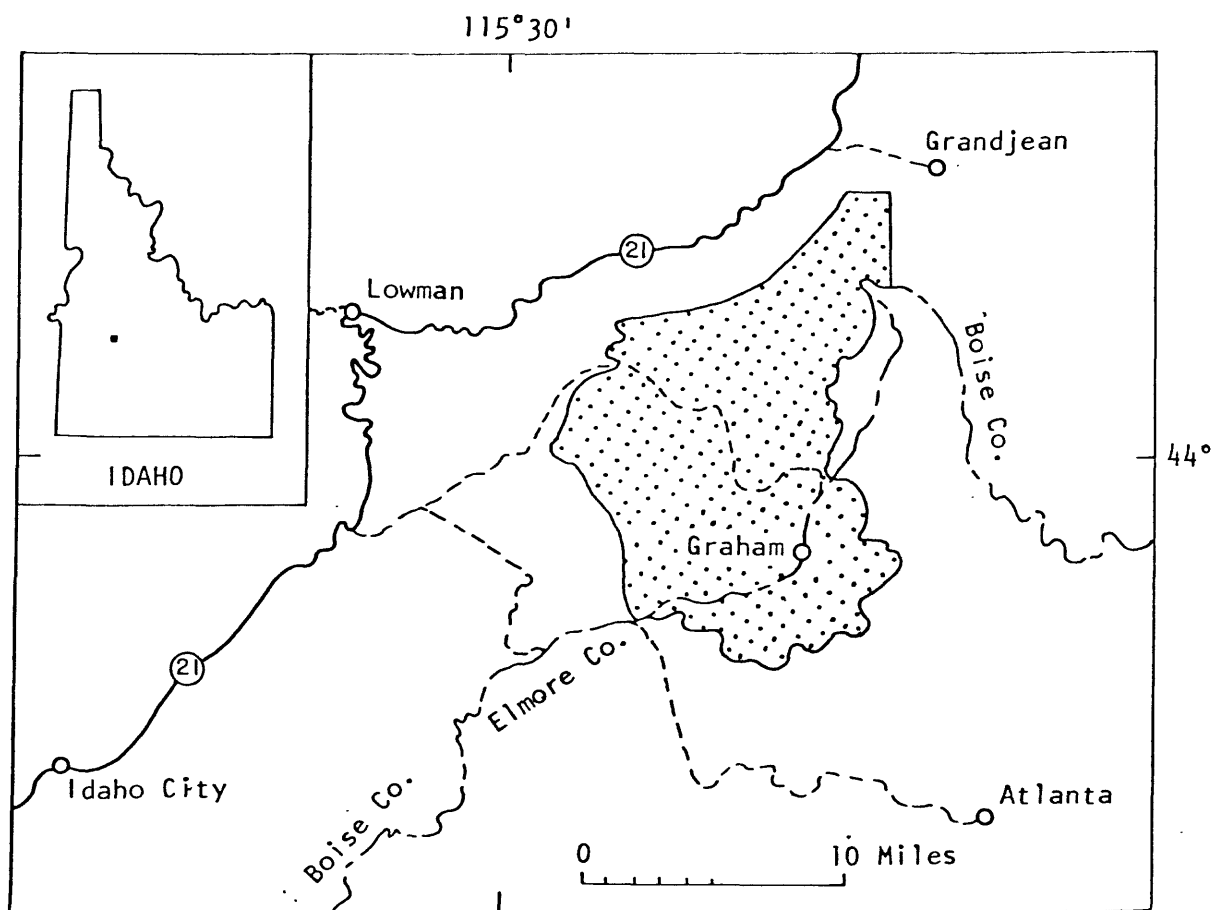 115°30'
Grandjean
21
Lowman
Boise Co.
44°
IDAHO
Graham
21
Elmore Co.
Idaho City
Boise Co.
Atlanta
0 10 Miles